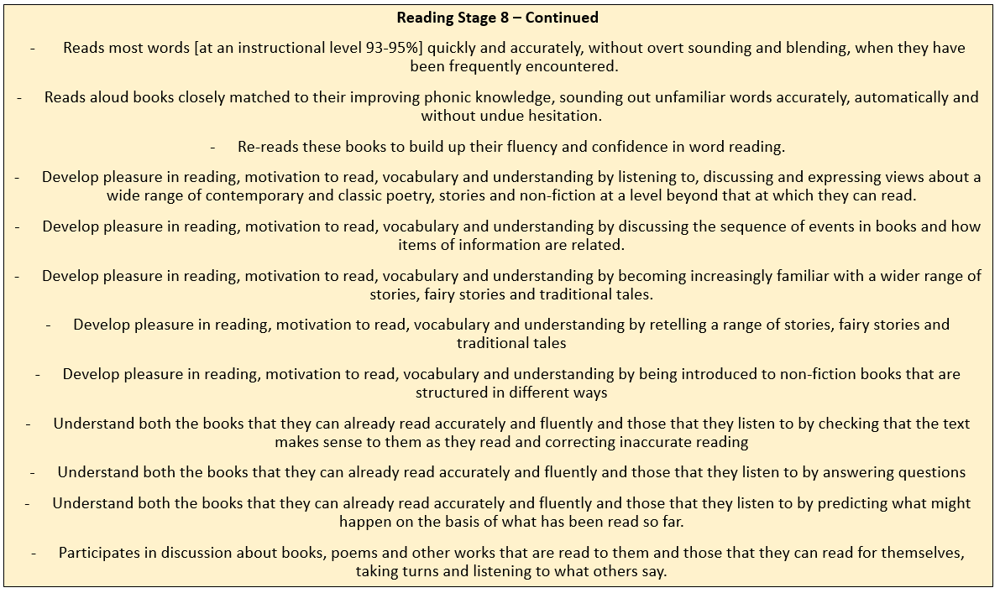 Reading Stage 8 – Continued
- Reads most words [at an instructional level 93-95%] quickly and accurately, without overt sounding and blending, when they have
been frequently encountered.
- Reads aloud books closely matched to their improving phonic knowledge, sounding out unfamiliar words accurately, automatically and
without undue hesitation.
- Re-reads these books to build up their fluency and confidence in word reading.
- Develop pleasure in reading, motivation to read, vocabulary and understanding by listening to, discussing and expressing views about a
wide range of contemporary and classic poetry, stories and non-fiction at a level beyond that at which they can read.
- Develop pleasure in reading, motivation to read, vocabulary and understanding by discussing the sequence of events in books and how
items of information are related.
- Develop pleasure in reading, motivation to read, vocabulary and understanding by becoming increasingly familiar with a wider range of
stories, fairy stories and traditional tales.
- Develop pleasure in reading, motivation to read, vocabulary and understanding by retelling a range of stories, fairy stories and
traditional tales
- Develop pleasure in reading, motivation to read, vocabulary and understanding by being introduced to non-fiction books that are
structured in different ways
- Understand both the books that they can already read accurately and fluently and those that they listen to by checking that the text
makes sense to them as they read and correcting inaccurate reading
- Understand both the books that they can already read accurately and fluently and those that they listen to by answering questions
- Understand both the books that they can already read accurately and fluently and those that they listen to by predicting what might
happen on the basis of what has been read so far.
- Participates in discussion about books, poems and other works that are read to them and those that they can read for themselves,
taking turns and listening to what others say.